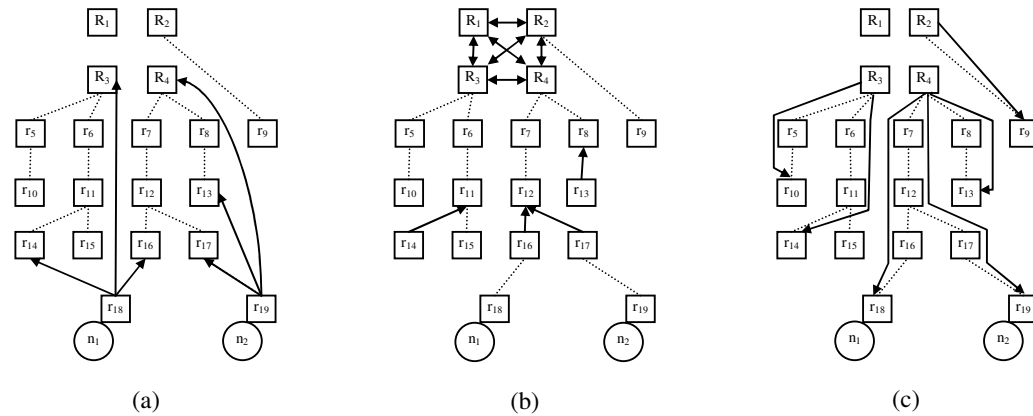 R1 R2 R1 R2 R1 R2
R3 R4 R3 R4 R3 R4
r5 r6 r7 r8 r9 r5 r6 r7 r8 r9 r5 r6 r7 r8 r9
r10 r11 r12 r13 r10 r11 r12 r13 r10 r11 r12 r13
r14 r15 r16 r17 r14 r15 r16 r17 r14 r15 r16 r17
r18 r19 r18 r19 r18 r19
n1 n2 n1 n2 n1 n2
(a) (b) (c)